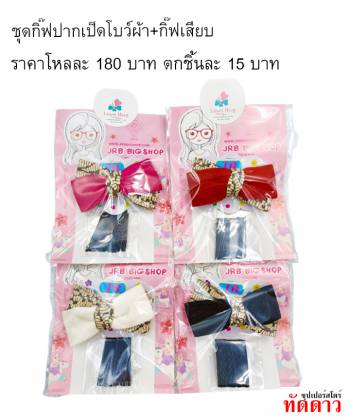 ชุดกิ๊ฟปากเป็ดโบว์ผ้า+กิ๊ฟเสียบ
ราคาโหลละ 180 บาท ตกชิ้นละ 15 บาท
JRB BIG SHOP
JRB BIG SHOP
JRB BIG SHOP
JRB BIG SHOP
ซุปเปอร์สโตร์
ทัดดาว